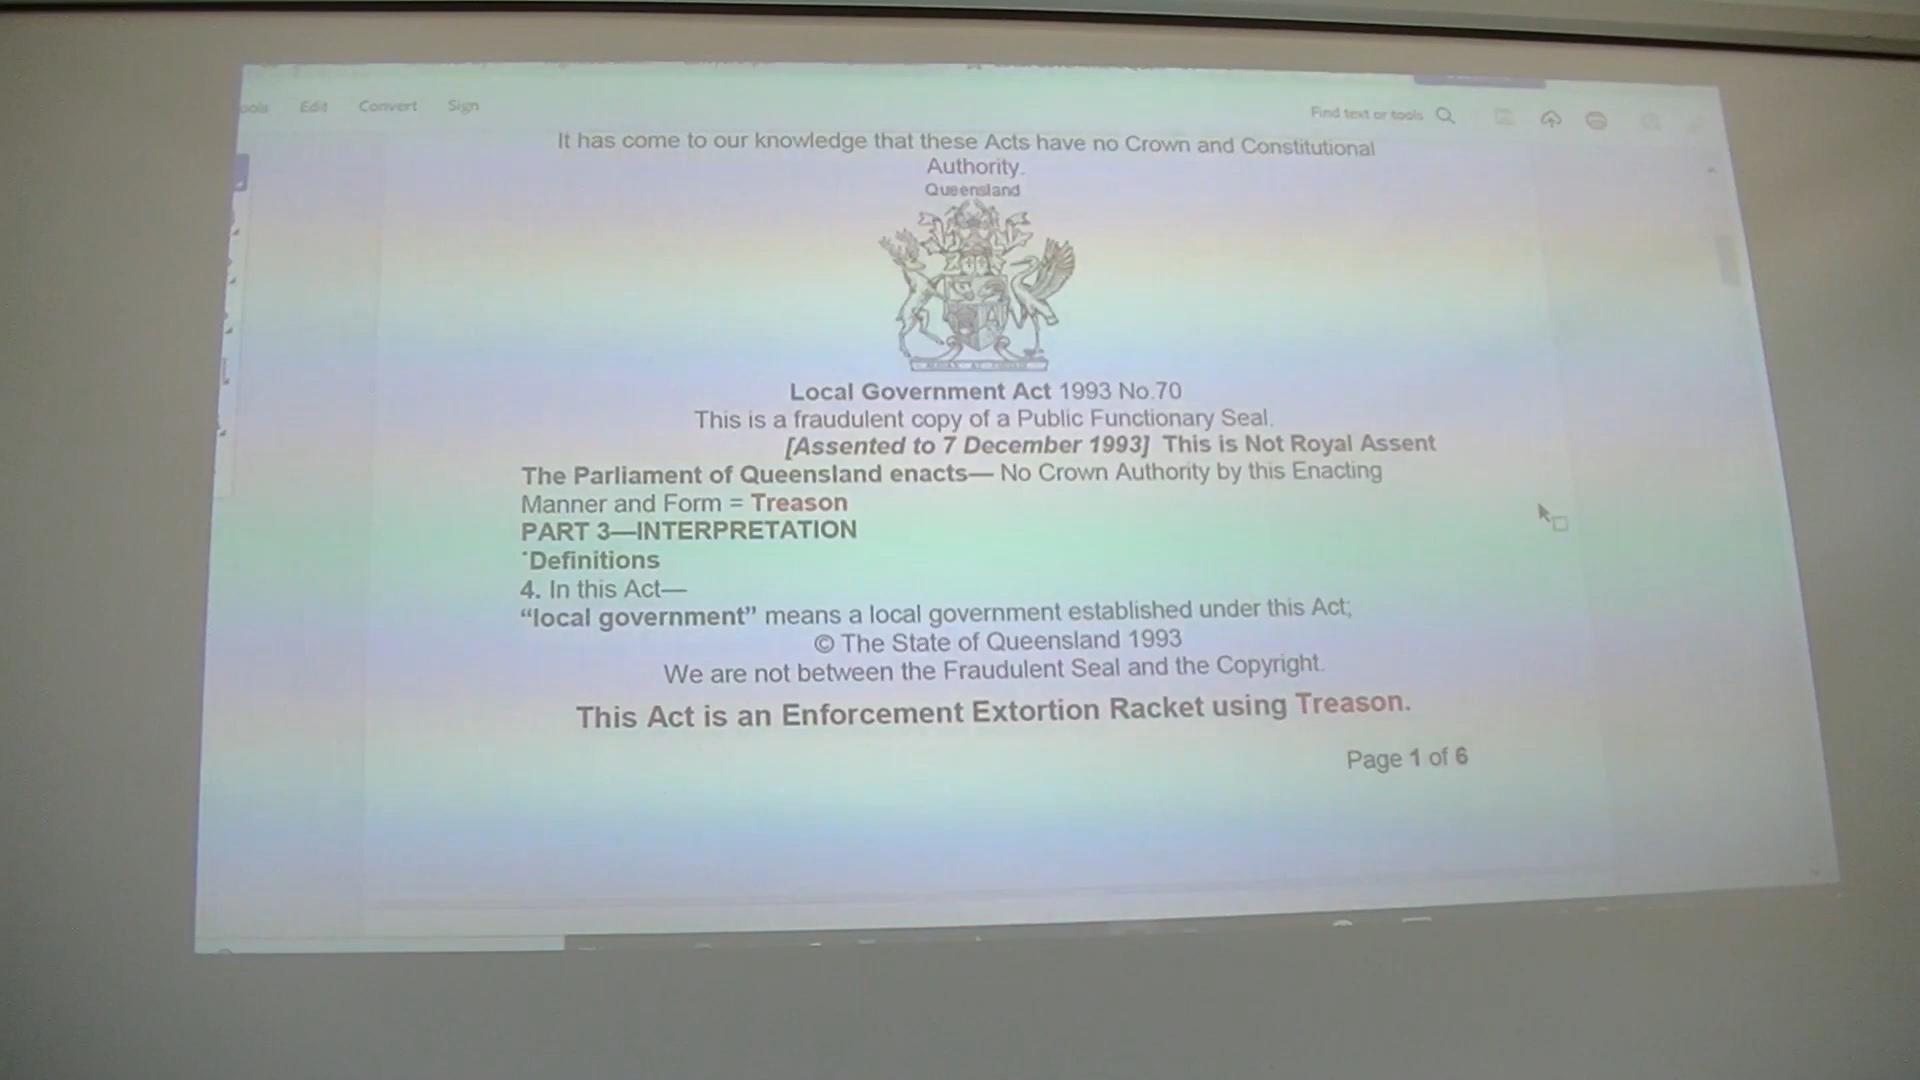 Edit Convert Sign Find text or tools
It has come to our knowledge that these Acts have no Crown and Constitutional
Authority.
Queensland
Local Government Act 1993 No.70
This is a fraudulent copy of a Public Functionary Seal.
[Assented to 7 December 1993] This is Not Royal Assent
The Parliament of Queensland enacts— No Crown Authority by this Enacting
Manner and Form = Treason
PART 3—INTERPRETATION
˙Definitions
4. In this Act—
“local government” means a local government established under this Act;
© The State of Queensland 1993
We are not between the Fraudulent Seal and the Copyright.
This Act is an Enforcement Extortion Racket using Treason.
Page 1 of 6